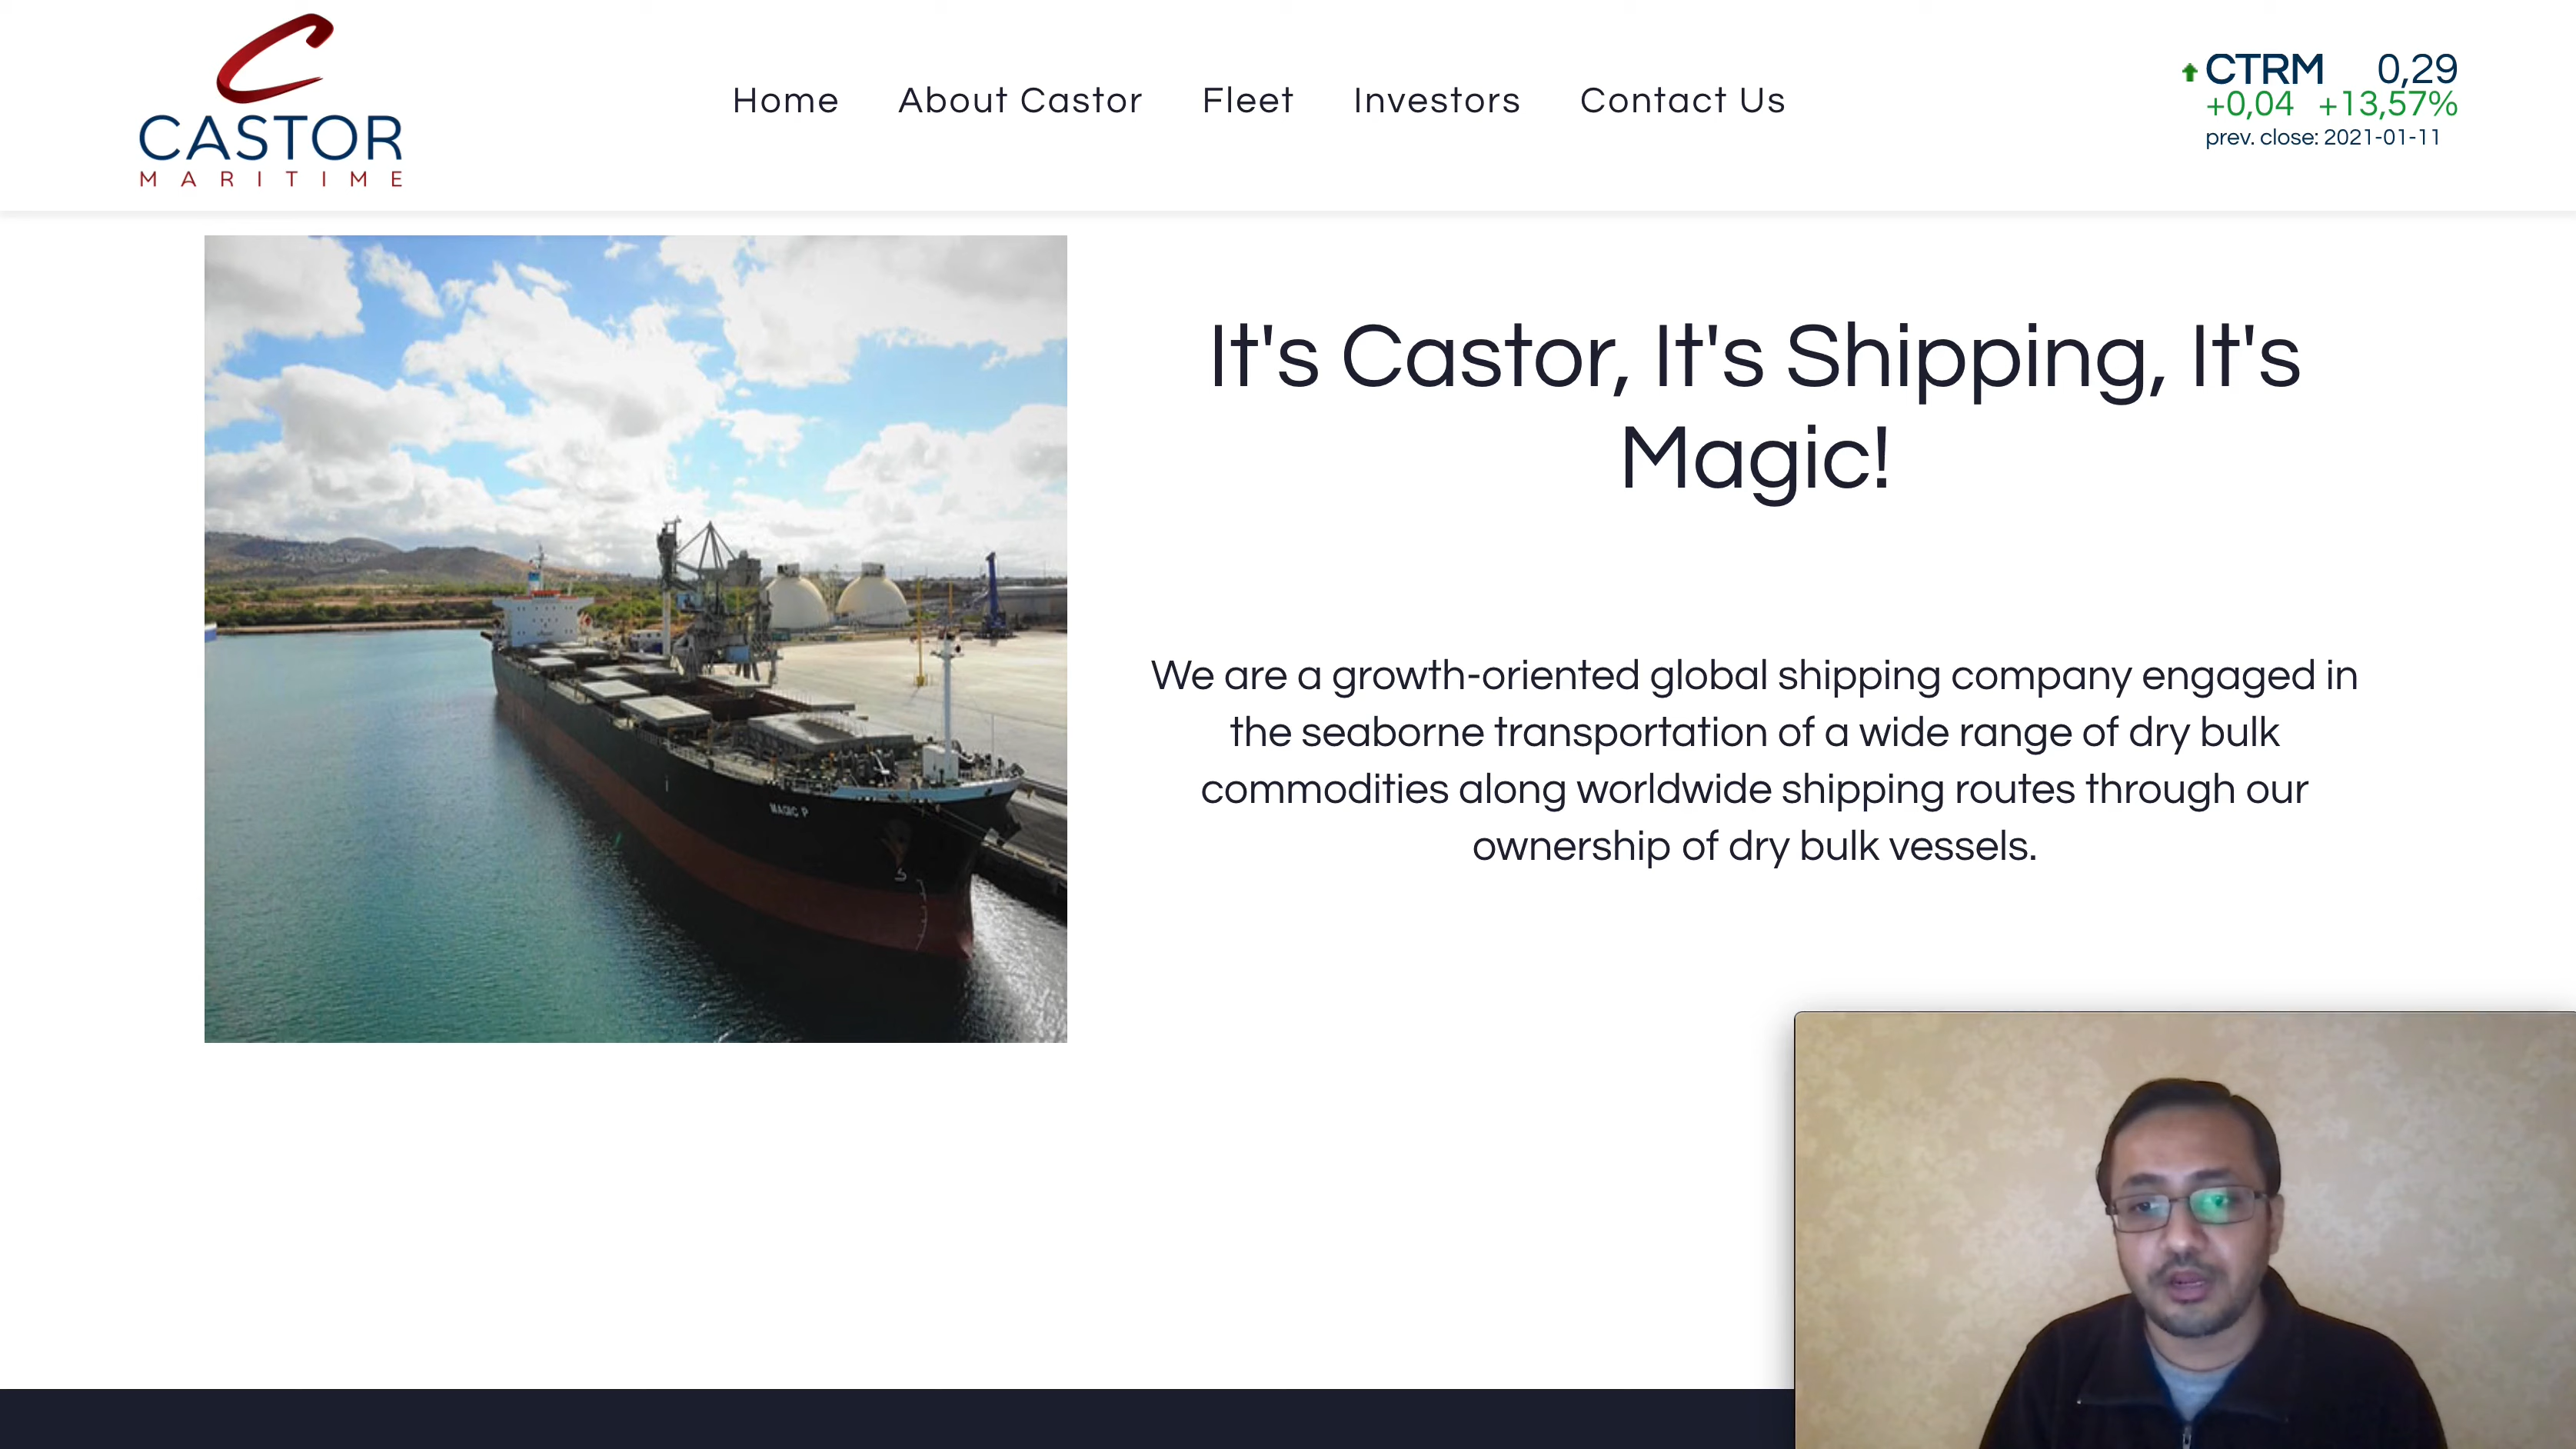 CASTOR
MARITIME
Home About Castor Fleet Investors Contact Us
CTRM 0,29
+0,04 +13,57%
prev. close: 2021-01-11
It's Castor, It's Shipping, It's
Magic!
We are a growth-oriented global shipping company engaged in
the seaborne transportation of a wide range of dry bulk
commodities along worldwide shipping routes through our
ownership of dry bulk vessels.
MAGIC P